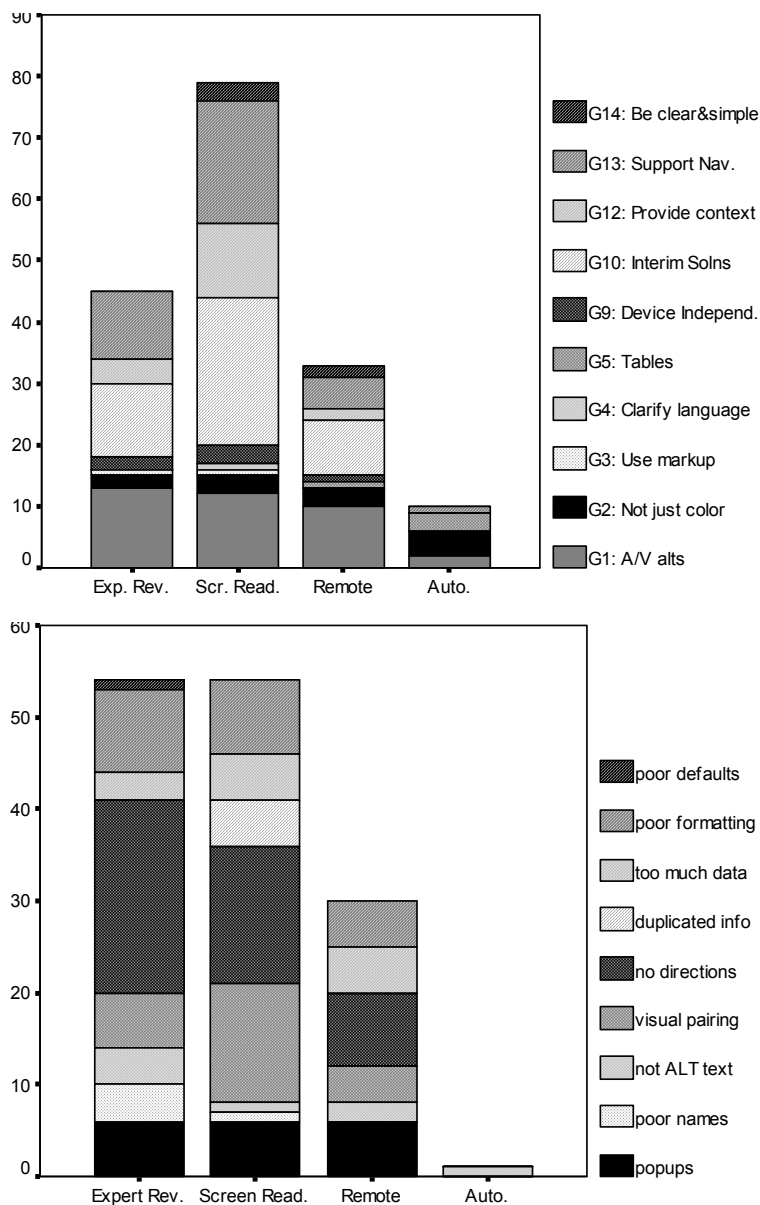 90
80
70
60
50
40
30
20
10
0
Exp. Rev.
Scr. Read.
Remote
Auto.
G14: Be clear&simple
G13: Support Nav.
G12: Provide context
G10: Interim Solns
G9: Device Independ.
G5: Tables
G4: Clarify language
G3: Use markup
G2: Not just color
G1: A/V alts
60
50
40
30
20
10
0
Expert Rev.
Screen Read.
Remote
Auto.
poor defaults
poor formatting
too much data
duplicated info
no directions
visual pairing
not ALT text
poor names
popups